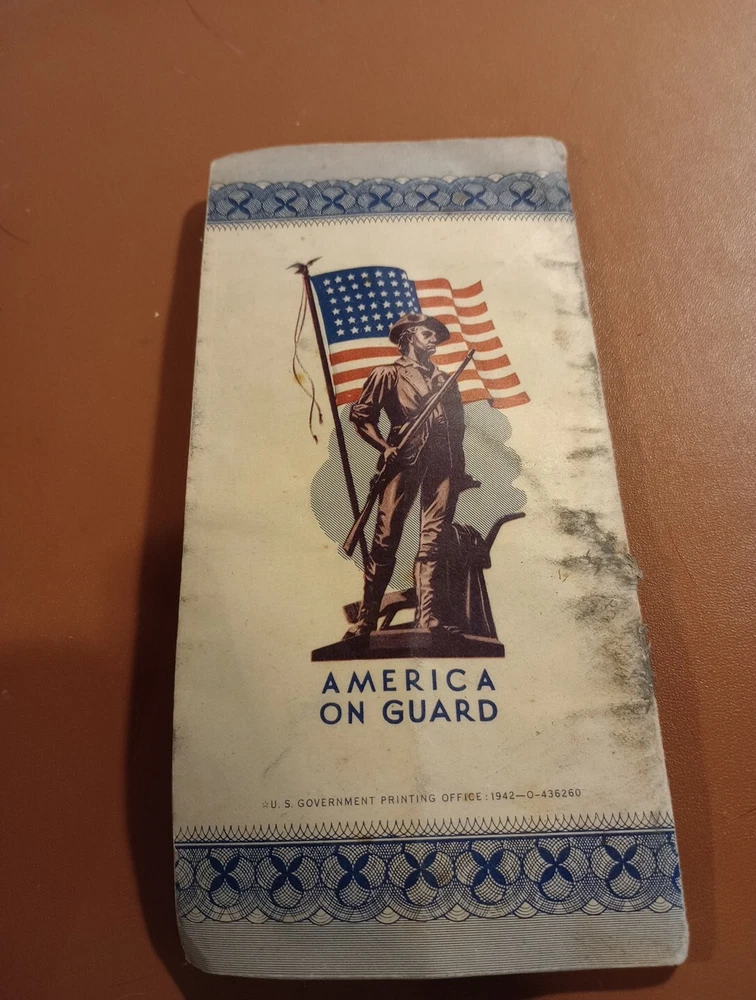 AMERICA
ON GUARD
☆U. S. GOVERNMENT PRINTING OFFICE : 1942—O-436260